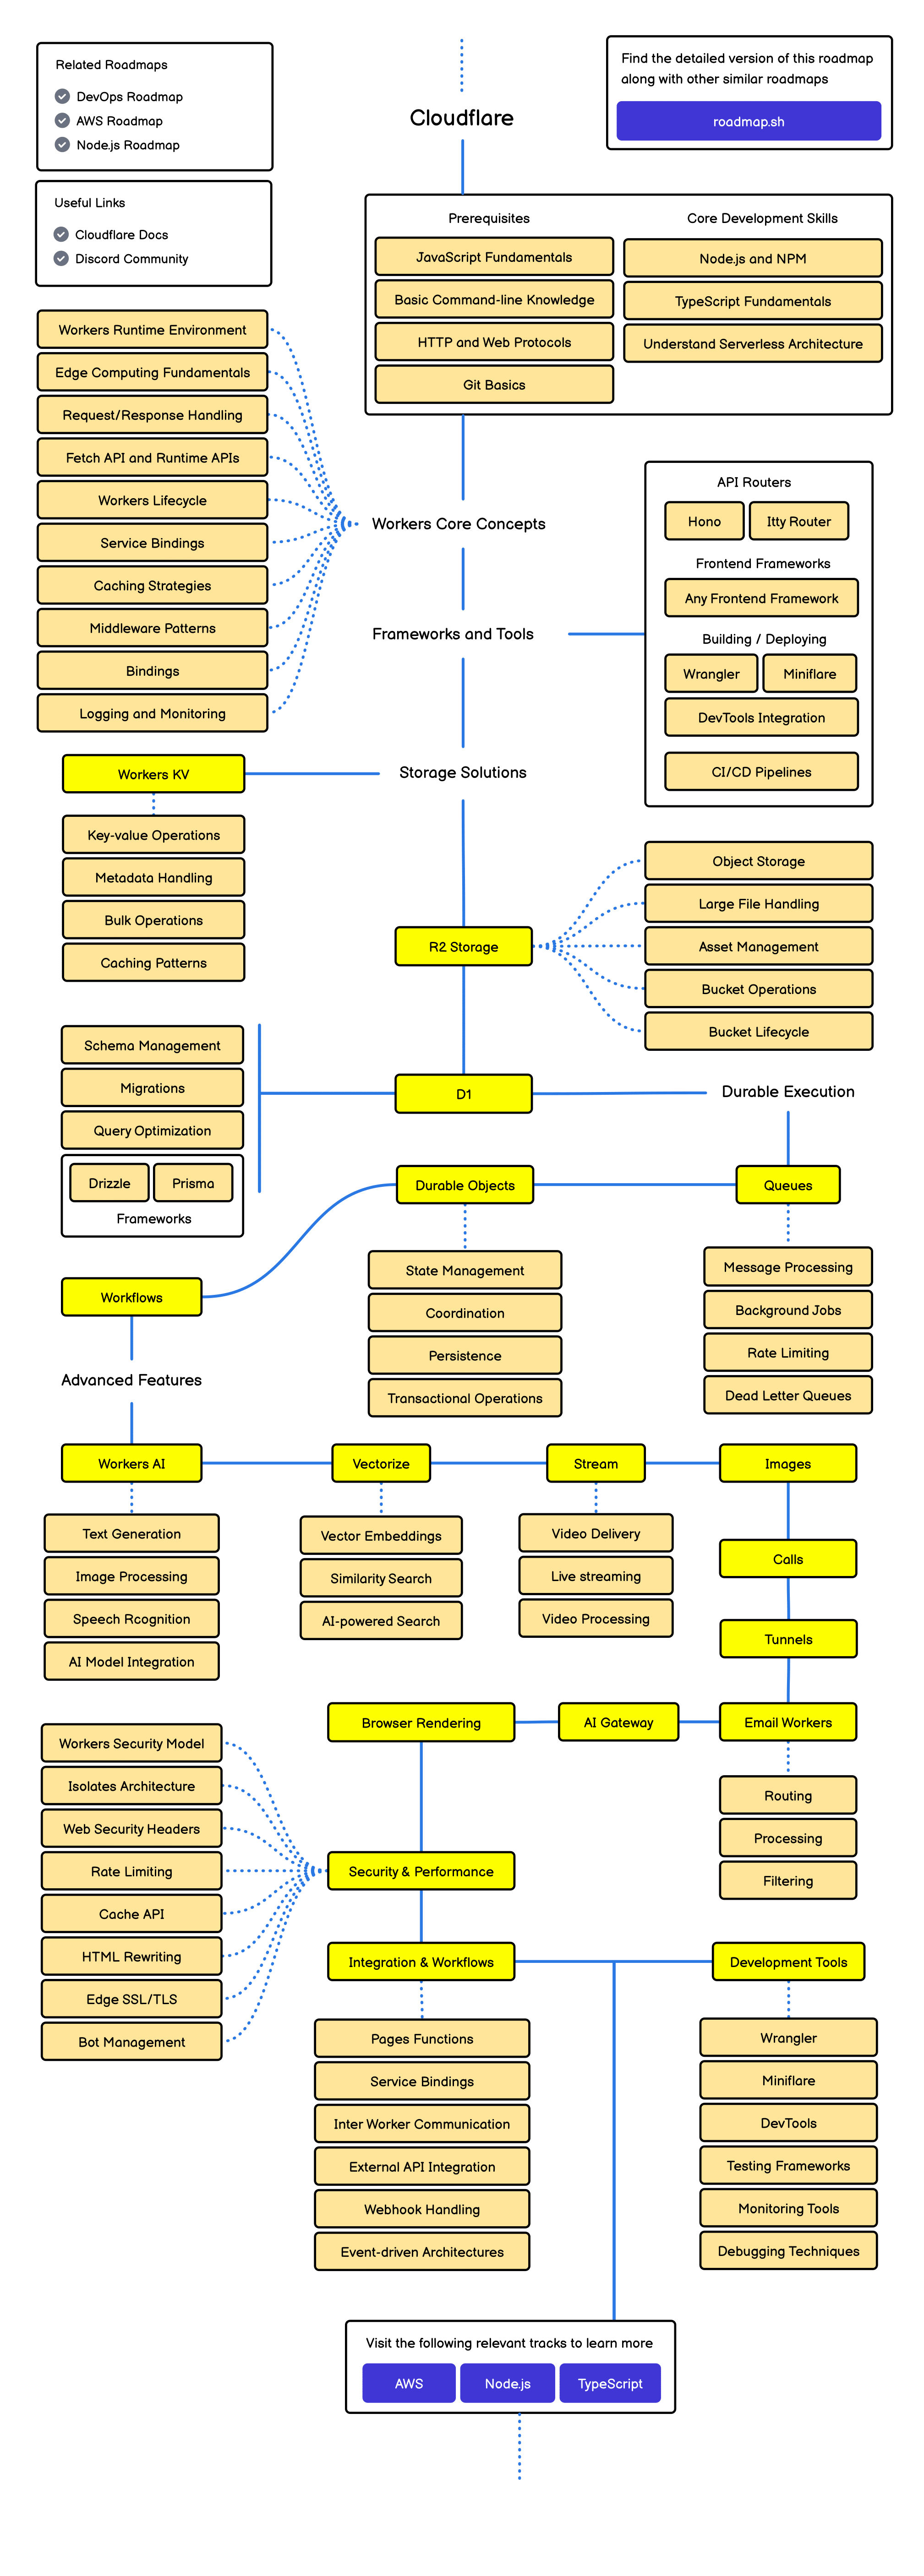 Related Roadmaps
DevOps Roadmap
AWS Roadmap
Node.js Roadmap
Useful Links
Cloudflare Docs
Discord Community
Cloudflare
Find the detailed version of this roadmap
along with other similar roadmaps
roadmap.sh
Prerequisites
JavaScript Fundamentals
Basic Command-line Knowledge
HTTP and Web Protocols
Git Basics
Core Development Skills
Node.js and NPM
TypeScript Fundamentals
Understand Serverless Architecture
Workers Runtime Environment
Edge Computing Fundamentals
Request/Response Handling
Fetch API and Runtime APIs
Workers Lifecycle
Service Bindings
Caching Strategies
Middleware Patterns
Bindings
Logging and Monitoring
Workers Core Concepts
Frameworks and Tools
API Routers
Hono
Itty Router
Frontend Frameworks
Any Frontend Framework
Building / Deploying
Wrangler
Miniflare
DevTools Integration
CI/CD Pipelines
Storage Solutions
Workers KV
Key-value Operations
Metadata Handling
Bulk Operations
Caching Patterns
R2 Storage
Object Storage
Large File Handling
Asset Management
Bucket Operations
Bucket Lifecycle
D1
Schema Management
Migrations
Query Optimization
Drizzle
Prisma
Frameworks
Durable Execution
Queues
Message Processing
Background Jobs
Rate Limiting
Dead Letter Queues
Durable Objects
State Management
Coordination
Persistence
Transactional Operations
Workflows
Advanced Features
Workers AI
Text Generation
Image Processing
Speech Rcognition
AI Model Integration
Vectorize
Vector Embeddings
Similarity Search
AI-powered Search
Stream
Video Delivery
Live streaming
Video Processing
Images
Calls
Tunnels
Email Workers
Routing
Processing
Filtering
AI Gateway
Browser Rendering
Security & Performance
Workers Security Model
Isolates Architecture
Web Security Headers
Rate Limiting
Cache API
HTML Rewriting
Edge SSL/TLS
Bot Management
Integration & Workflows
Pages Functions
Service Bindings
Inter Worker Communication
External API Integration
Webhook Handling
Event-driven Architectures
Development Tools
Wrangler
Miniflare
DevTools
Testing Frameworks
Monitoring Tools
Debugging Techniques
Visit the following relevant tracks to learn more
AWS
Node.js
TypeScript